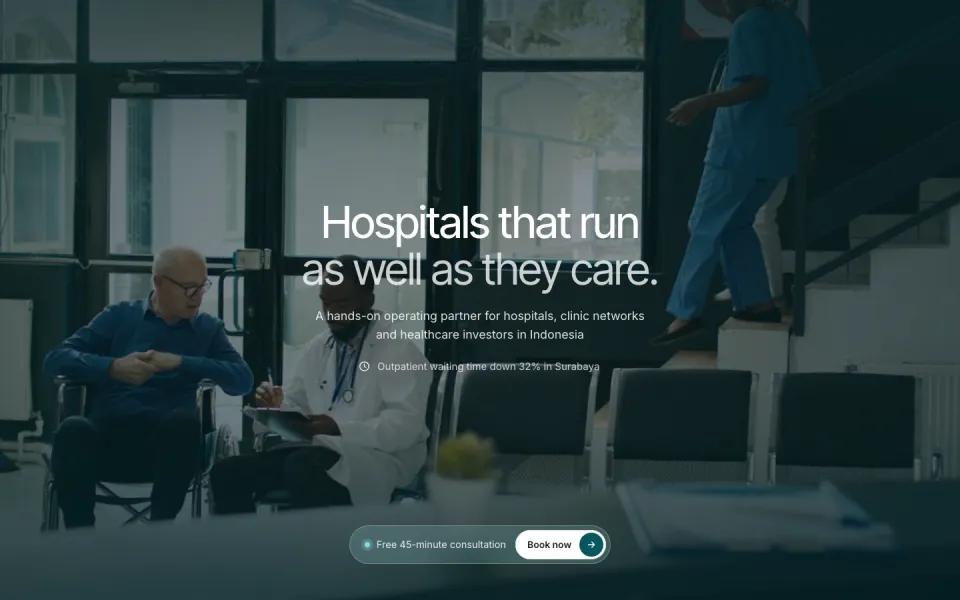 Hospitals that run
as well as they care.
A hands-on operating partner for hospitals, clinic networks
and healthcare investors in Indonesia
Outpatient waiting time down 32% in Surabaya
Free 45-minute consultation
Book now